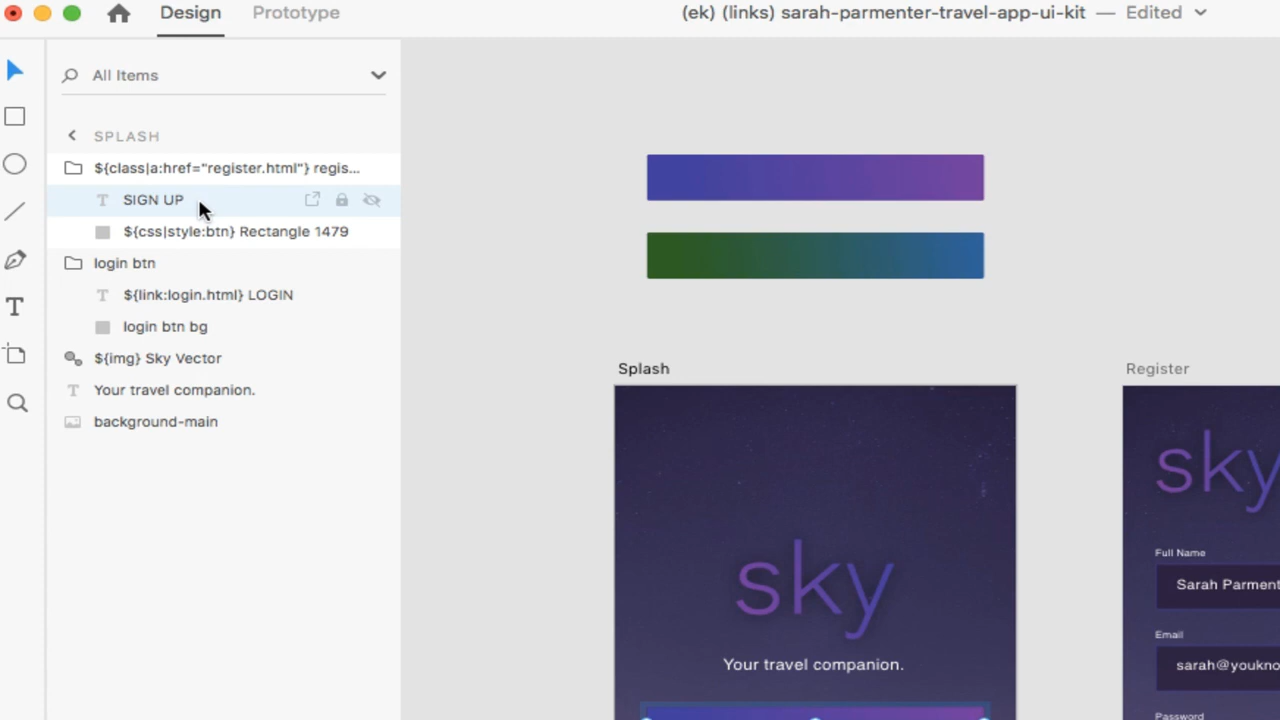 Design Prototype (ek) (links) sarah-parmenter-travel-app-ui-kit — Edited
All Items
SPLASH
${class|a:href="register.html"} regis...
SIGN UP
${css|style:btn} Rectangle 1479
login btn
${link:login.html} LOGIN
login btn bg
${img} Sky Vector
Your travel companion.
background-main
Splash
sky
Your travel companion.
Register
sky
Full Name
Sarah Parment
Email
sarah@youkno
Password